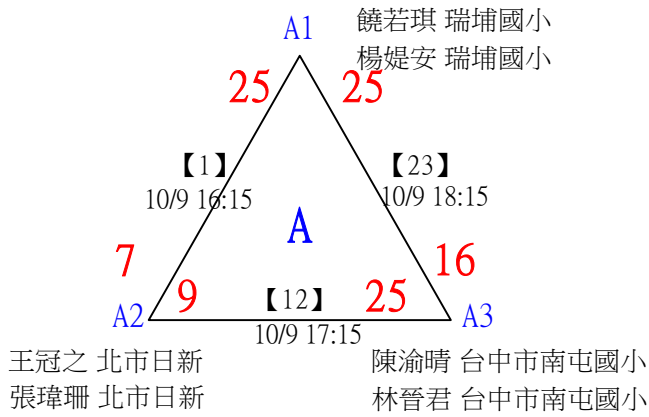 A1
饒若琪 瑞埔國小
楊媞安 瑞埔國小
25
25
【1】
10/9 16:15
【23】
10/9 18:15
A
7
16
9
【12】
25
A2
10/9 17:15
A3
王冠之 北市日新
張瑋珊 北市日新
陳渝晴 台中市南屯國小
林晉君 台中市南屯國小